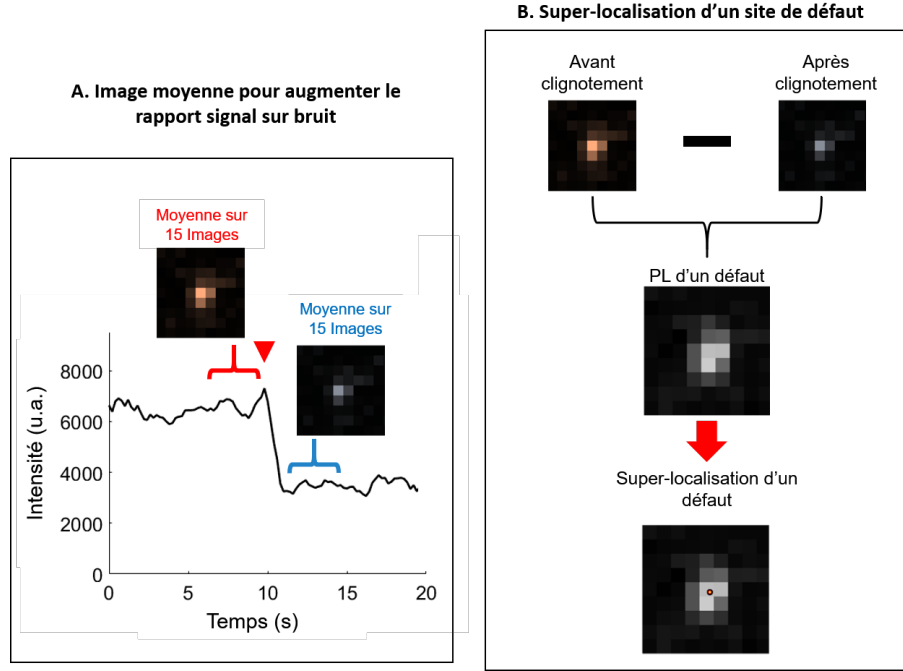 B. Super-localisation d'un site de défaut
A. Image moyenne pour augmenter le
rapport signal sur bruit
Moyenne sur
15 Images
Moyenne sur
15 Images
Intensité (u.a.)
8000
6000
4000
2000
0
0
5
10
15
20
Temps (s)
Avant
clignotement
Après
clignotement
PL d'un défaut
Super-localisation d'un
défaut